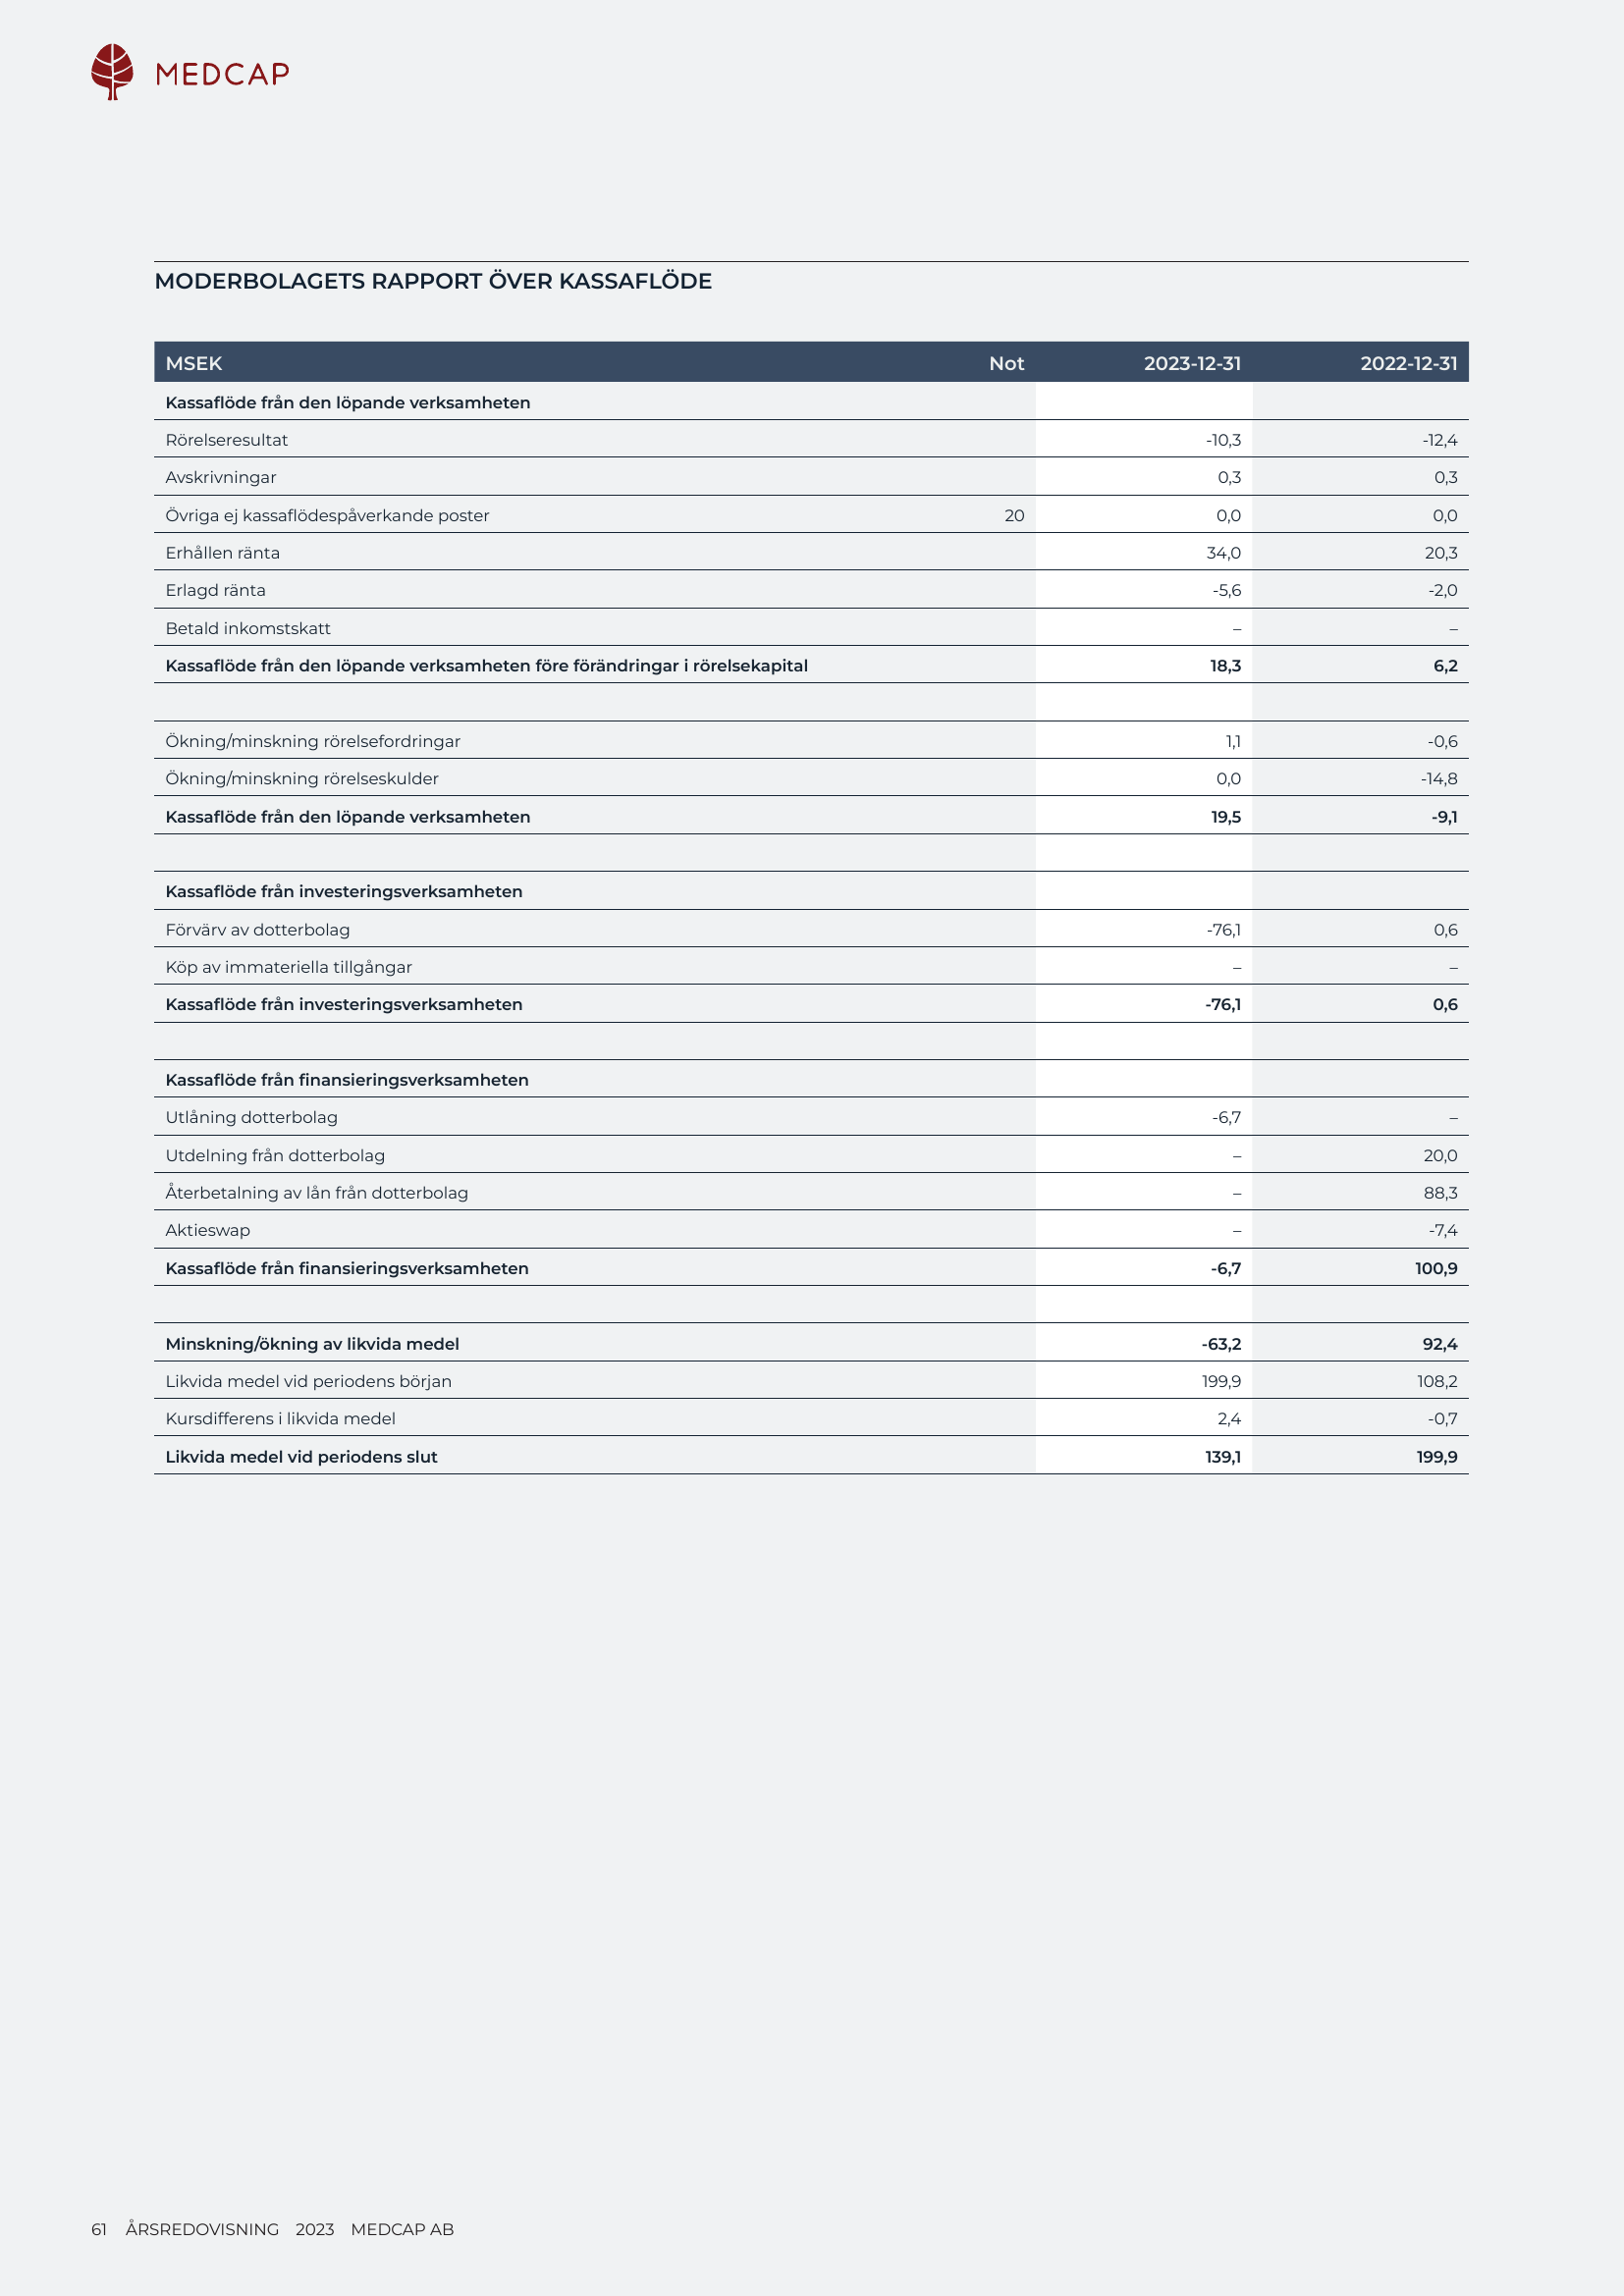 MEDCAP
MODERBOLAGETS RAPPORT ÖVER KASSAFLÖDE
MSEK Not 2023-12-31 2022-12-31
Kassaflöde från den löpande verksamheten
Rörelseresultat -10,3 -12,4
Avskrivningar 0,3 0,3
Övriga ej kassaflödespåverkande poster 20 0,0 0,0
Erhållen ränta 34,0 20,3
Erlagd ränta -5,6 -2,0
Betald inkomstskatt – –
Kassaflöde från den löpande verksamheten före förändringar i rörelsekapital 18,3 6,2
Ökning/minskning rörelsefordringar 1,1 -0,6
Ökning/minskning rörelseskulder 0,0 -14,8
Kassaflöde från den löpande verksamheten 19,5 -9,1
Kassaflöde från investeringsverksamheten
Förvärv av dotterbolag -76,1 0,6
Köp av immateriella tillgångar – –
Kassaflöde från investeringsverksamheten -76,1 0,6
Kassaflöde från finansieringsverksamheten
Utlåning dotterbolag -6,7 –
Utdelning från dotterbolag – 20,0
Återbetalning av lån från dotterbolag – 88,3
Aktieswap – -7,4
Kassaflöde från finansieringsverksamheten -6,7 100,9
Minskning/ökning av likvida medel -63,2 92,4
Likvida medel vid periodens början 199,9 108,2
Kursdifferens i likvida medel 2,4 -0,7
Likvida medel vid periodens slut 139,1 199,9
61 ÅRSREDOVISNING 2023 MEDCAP AB